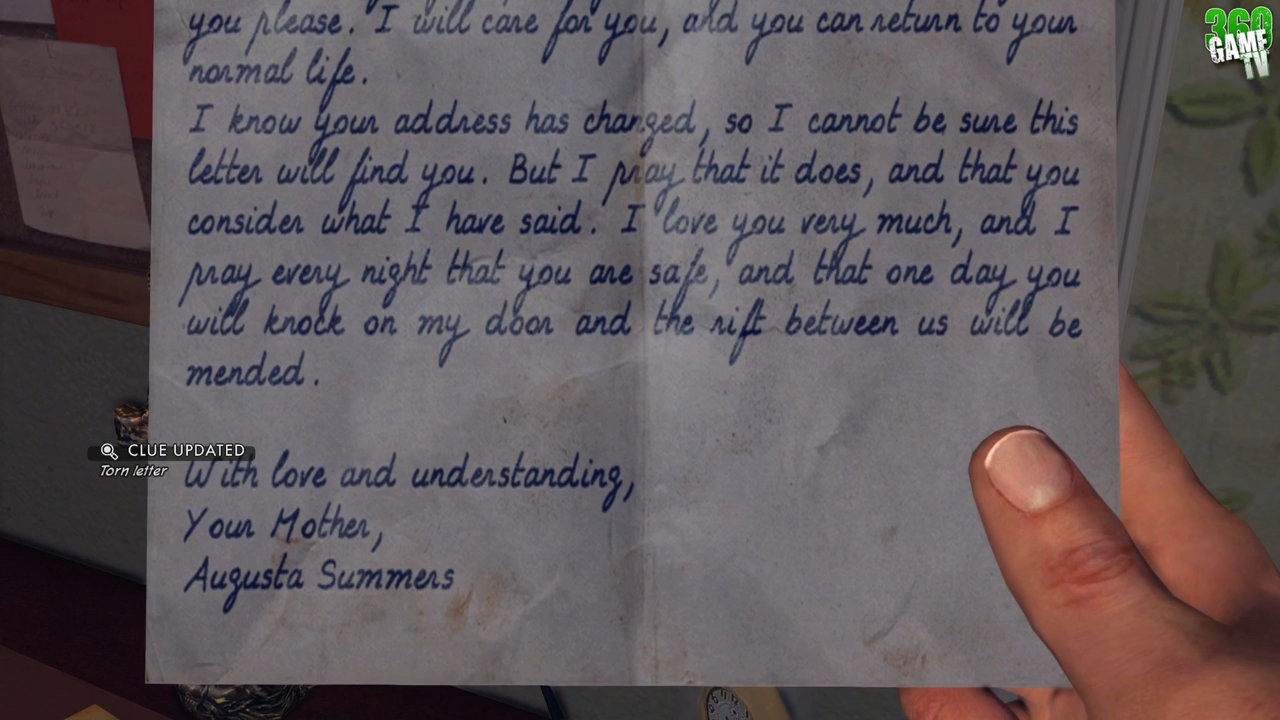 360
GAME
TV
you please. I will care for you, and you can return to your
normal life.
I know your address has changed, so I cannot be sure this
letter will find you. But I pray that it does, and that you
consider what I have said. I love you very much, and I
pray every night that you are safe, and that one day you
will knock on my door and the rift between us will be
mended.
CLUE UPDATED
Torn letter
With love and understanding,
Your Mother,
Augusta Summers